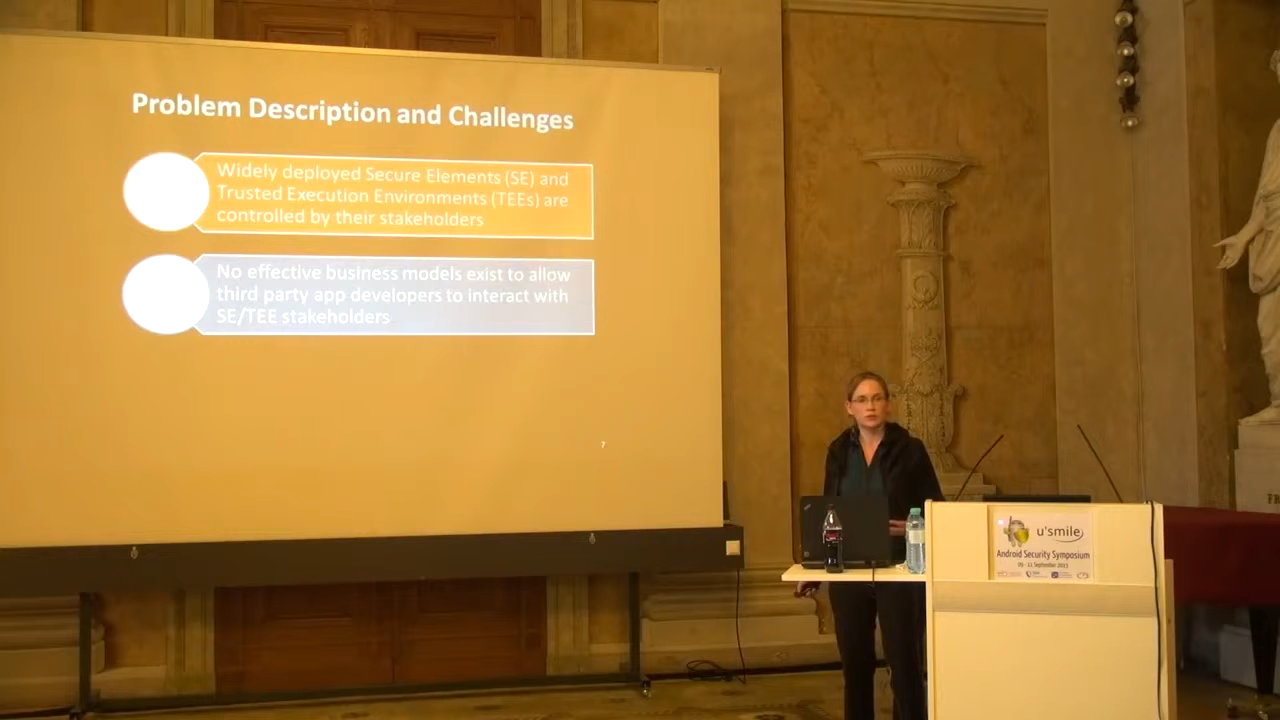 Problem Description and Challenges
Widely deployed Secure Elements (SE) and
Trusted Execution Environments (TEEs) are
controlled by their stakeholders
No effective business models exist to allow
third party app developers to interact with
SE/TEE stakeholders
7
u'smile
Android Security Symposium